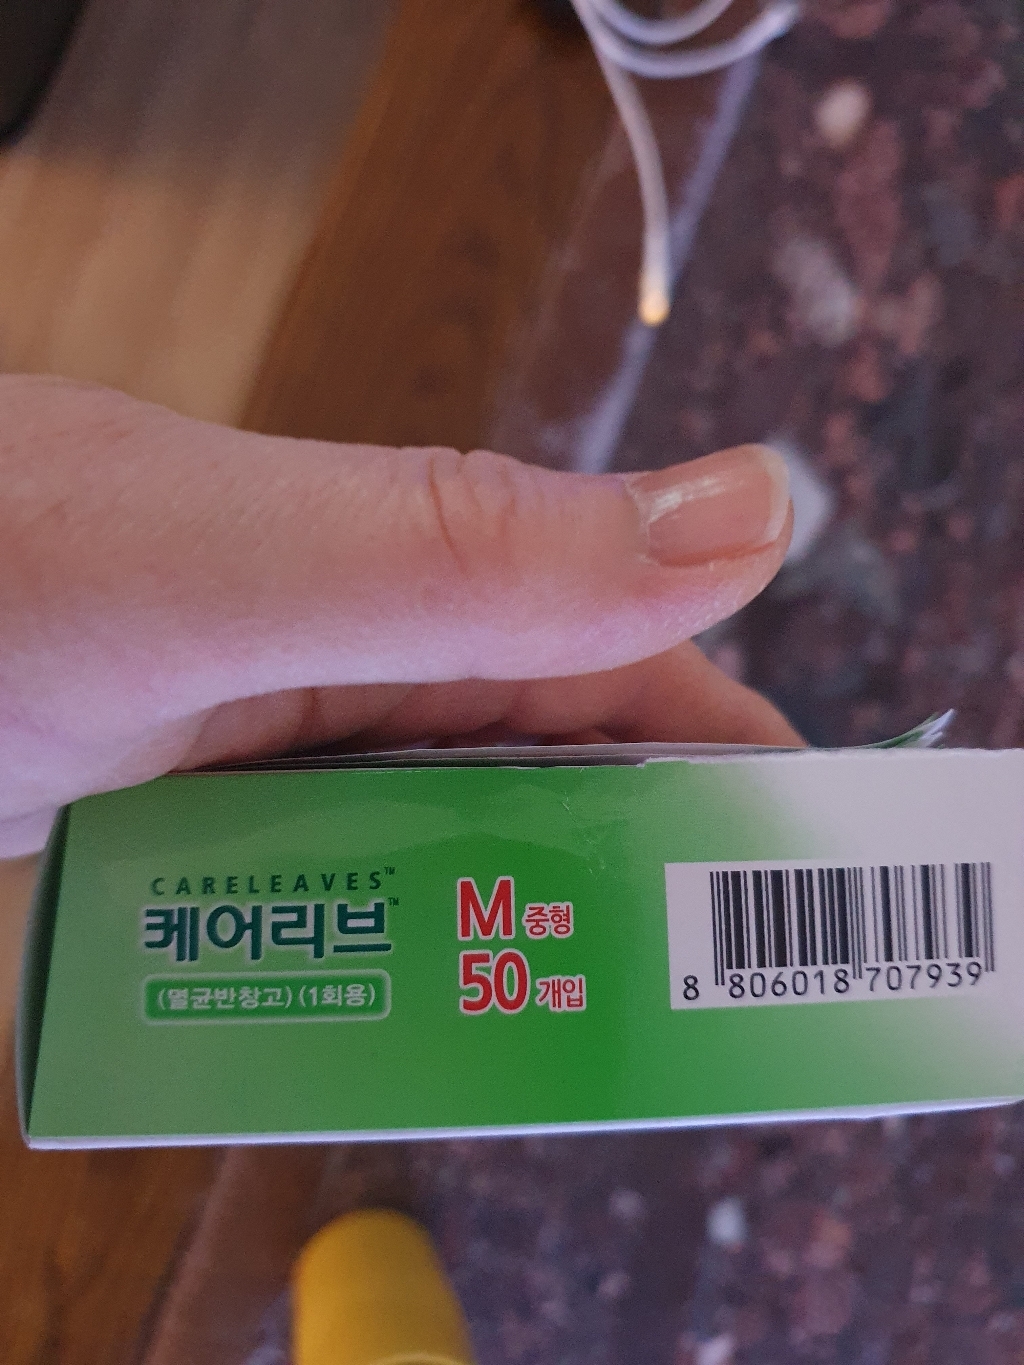 CARELEAVES™
케어리브™
(멸균반창고) (1회용)
M 중형
50 개입
8 806018 707939